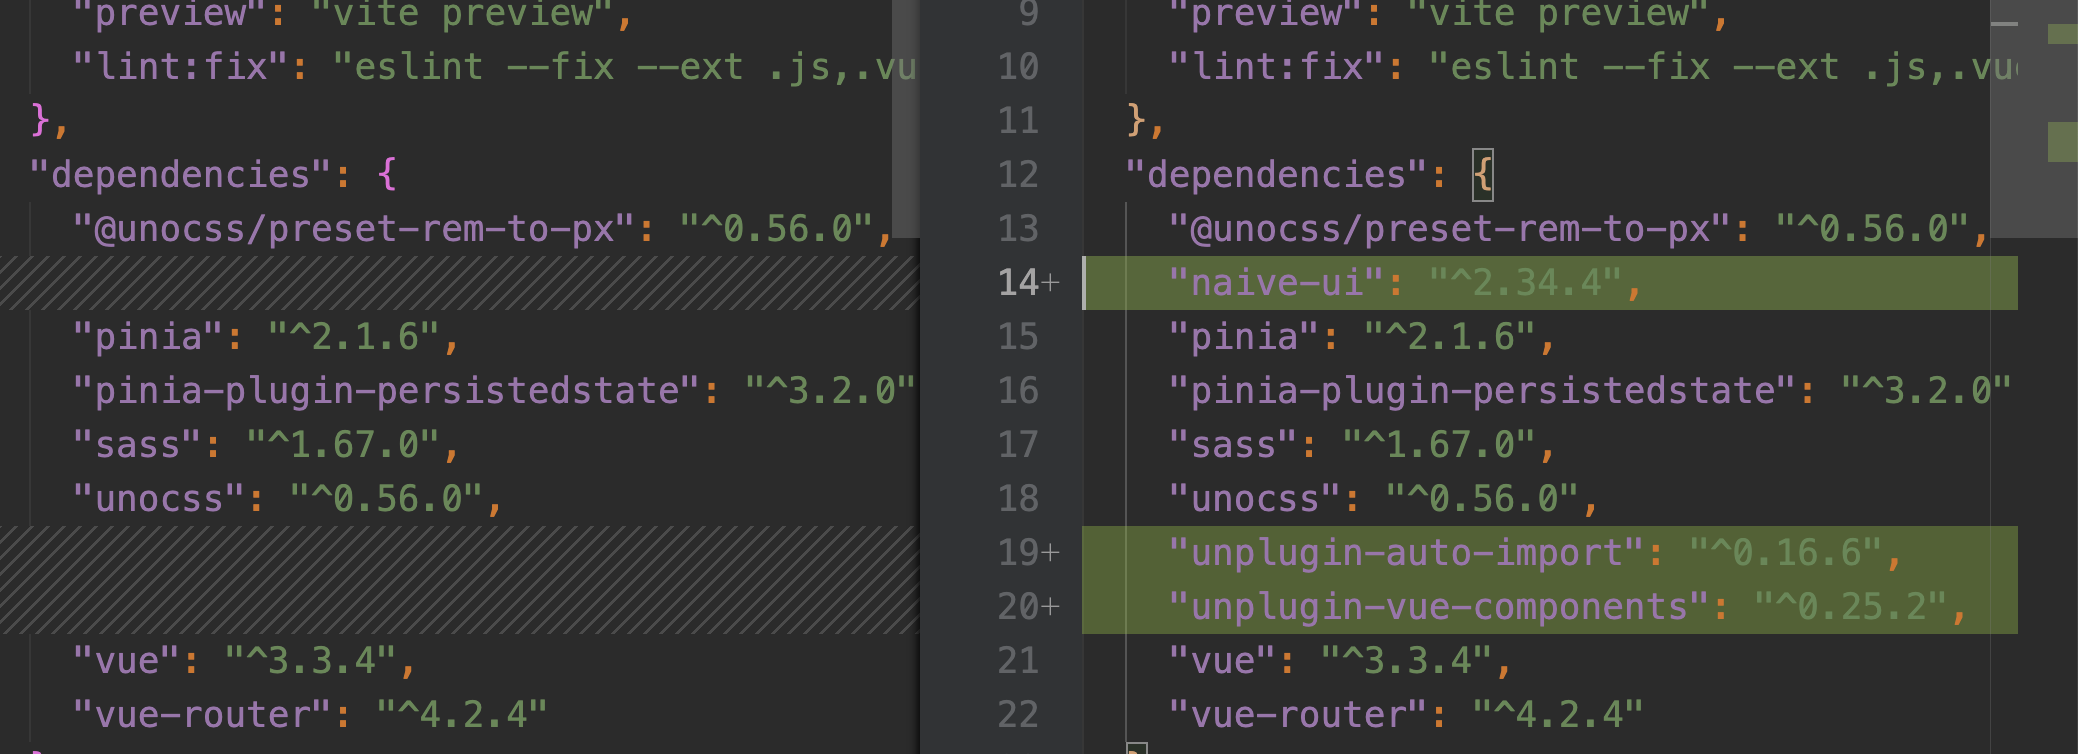 "preview": "vite preview",
"lint:fix": "eslint --fix --ext .js,.vu
},
"dependencies": {
"@unocss/preset-rem-to-px": "^0.56.0",
"pinia": "^2.1.6",
"pinia-plugin-persistedstate": "^3.2.0"
"sass": "^1.67.0",
"unocss": "^0.56.0",
"vue": "^3.3.4",
"vue-router": "^4.2.4"
9 "preview": "vite preview",
10 "lint:fix": "eslint --fix --ext .js,.vue
11 },
12 "dependencies": {
13 "@unocss/preset-rem-to-px": "^0.56.0",
14+ "naive-ui": "^2.34.4",
15 "pinia": "^2.1.6",
16 "pinia-plugin-persistedstate": "^3.2.0"
17 "sass": "^1.67.0",
18 "unocss": "^0.56.0",
19+ "unplugin-auto-import": "^0.16.6",
20+ "unplugin-vue-components": "^0.25.2",
21 "vue": "^3.3.4",
22 "vue-router": "^4.2.4"